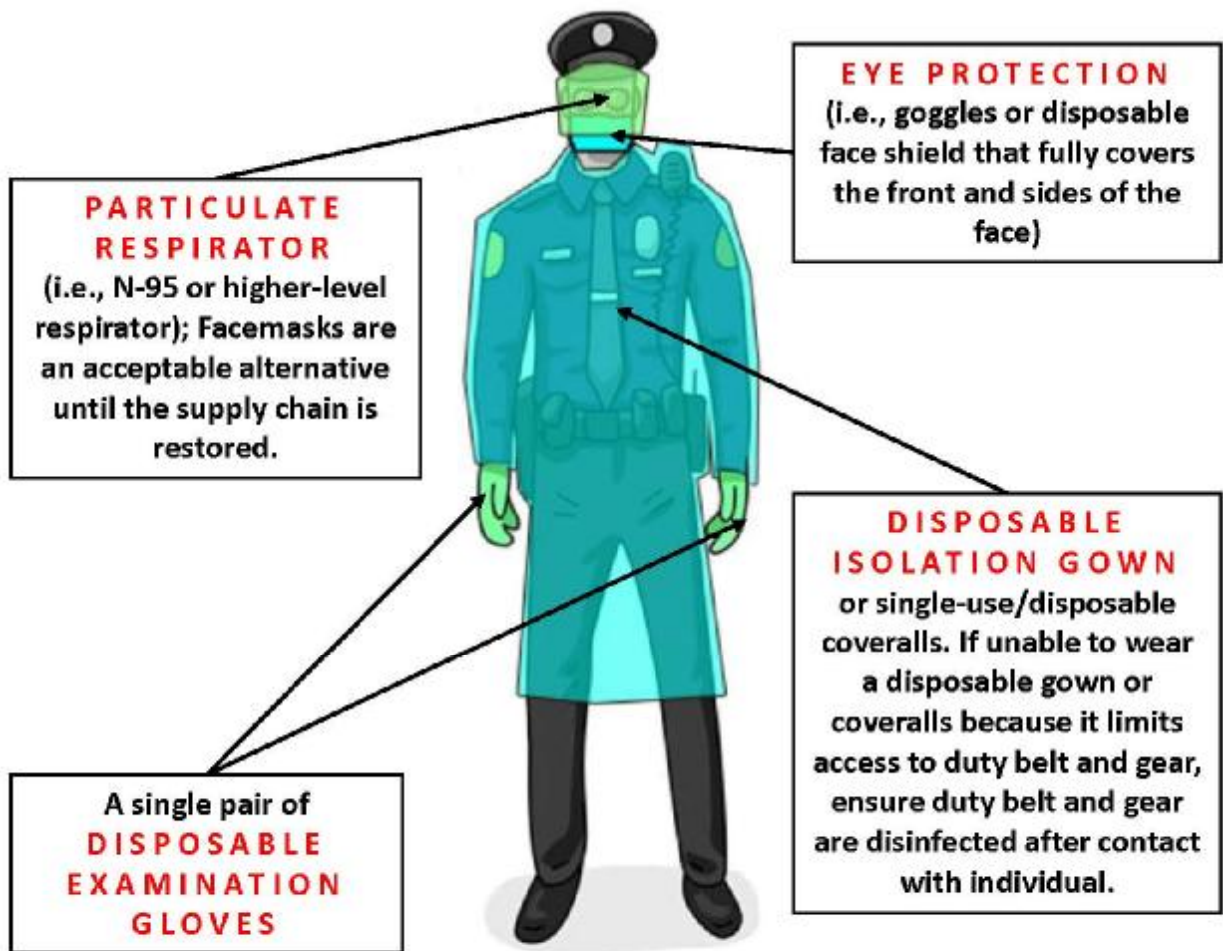 PARTICULATE
RESPIRATOR
(i.e., N-95 or higher-level
respirator); Facemasks are
an acceptable alternative
until the supply chain is
restored.
EYE PROTECTION
(i.e., goggles or disposable
face shield that fully covers
the front and sides of the
face)
A single pair of
DISPOSABLE
EXAMINATION
GLOVES
DISPOSABLE
ISOLATION GOWN
or single-use/disposable
coveralls. If unable to wear
a disposable gown or
coveralls because it limits
access to duty belt and gear,
ensure duty belt and gear
are disinfected after contact
with individual.